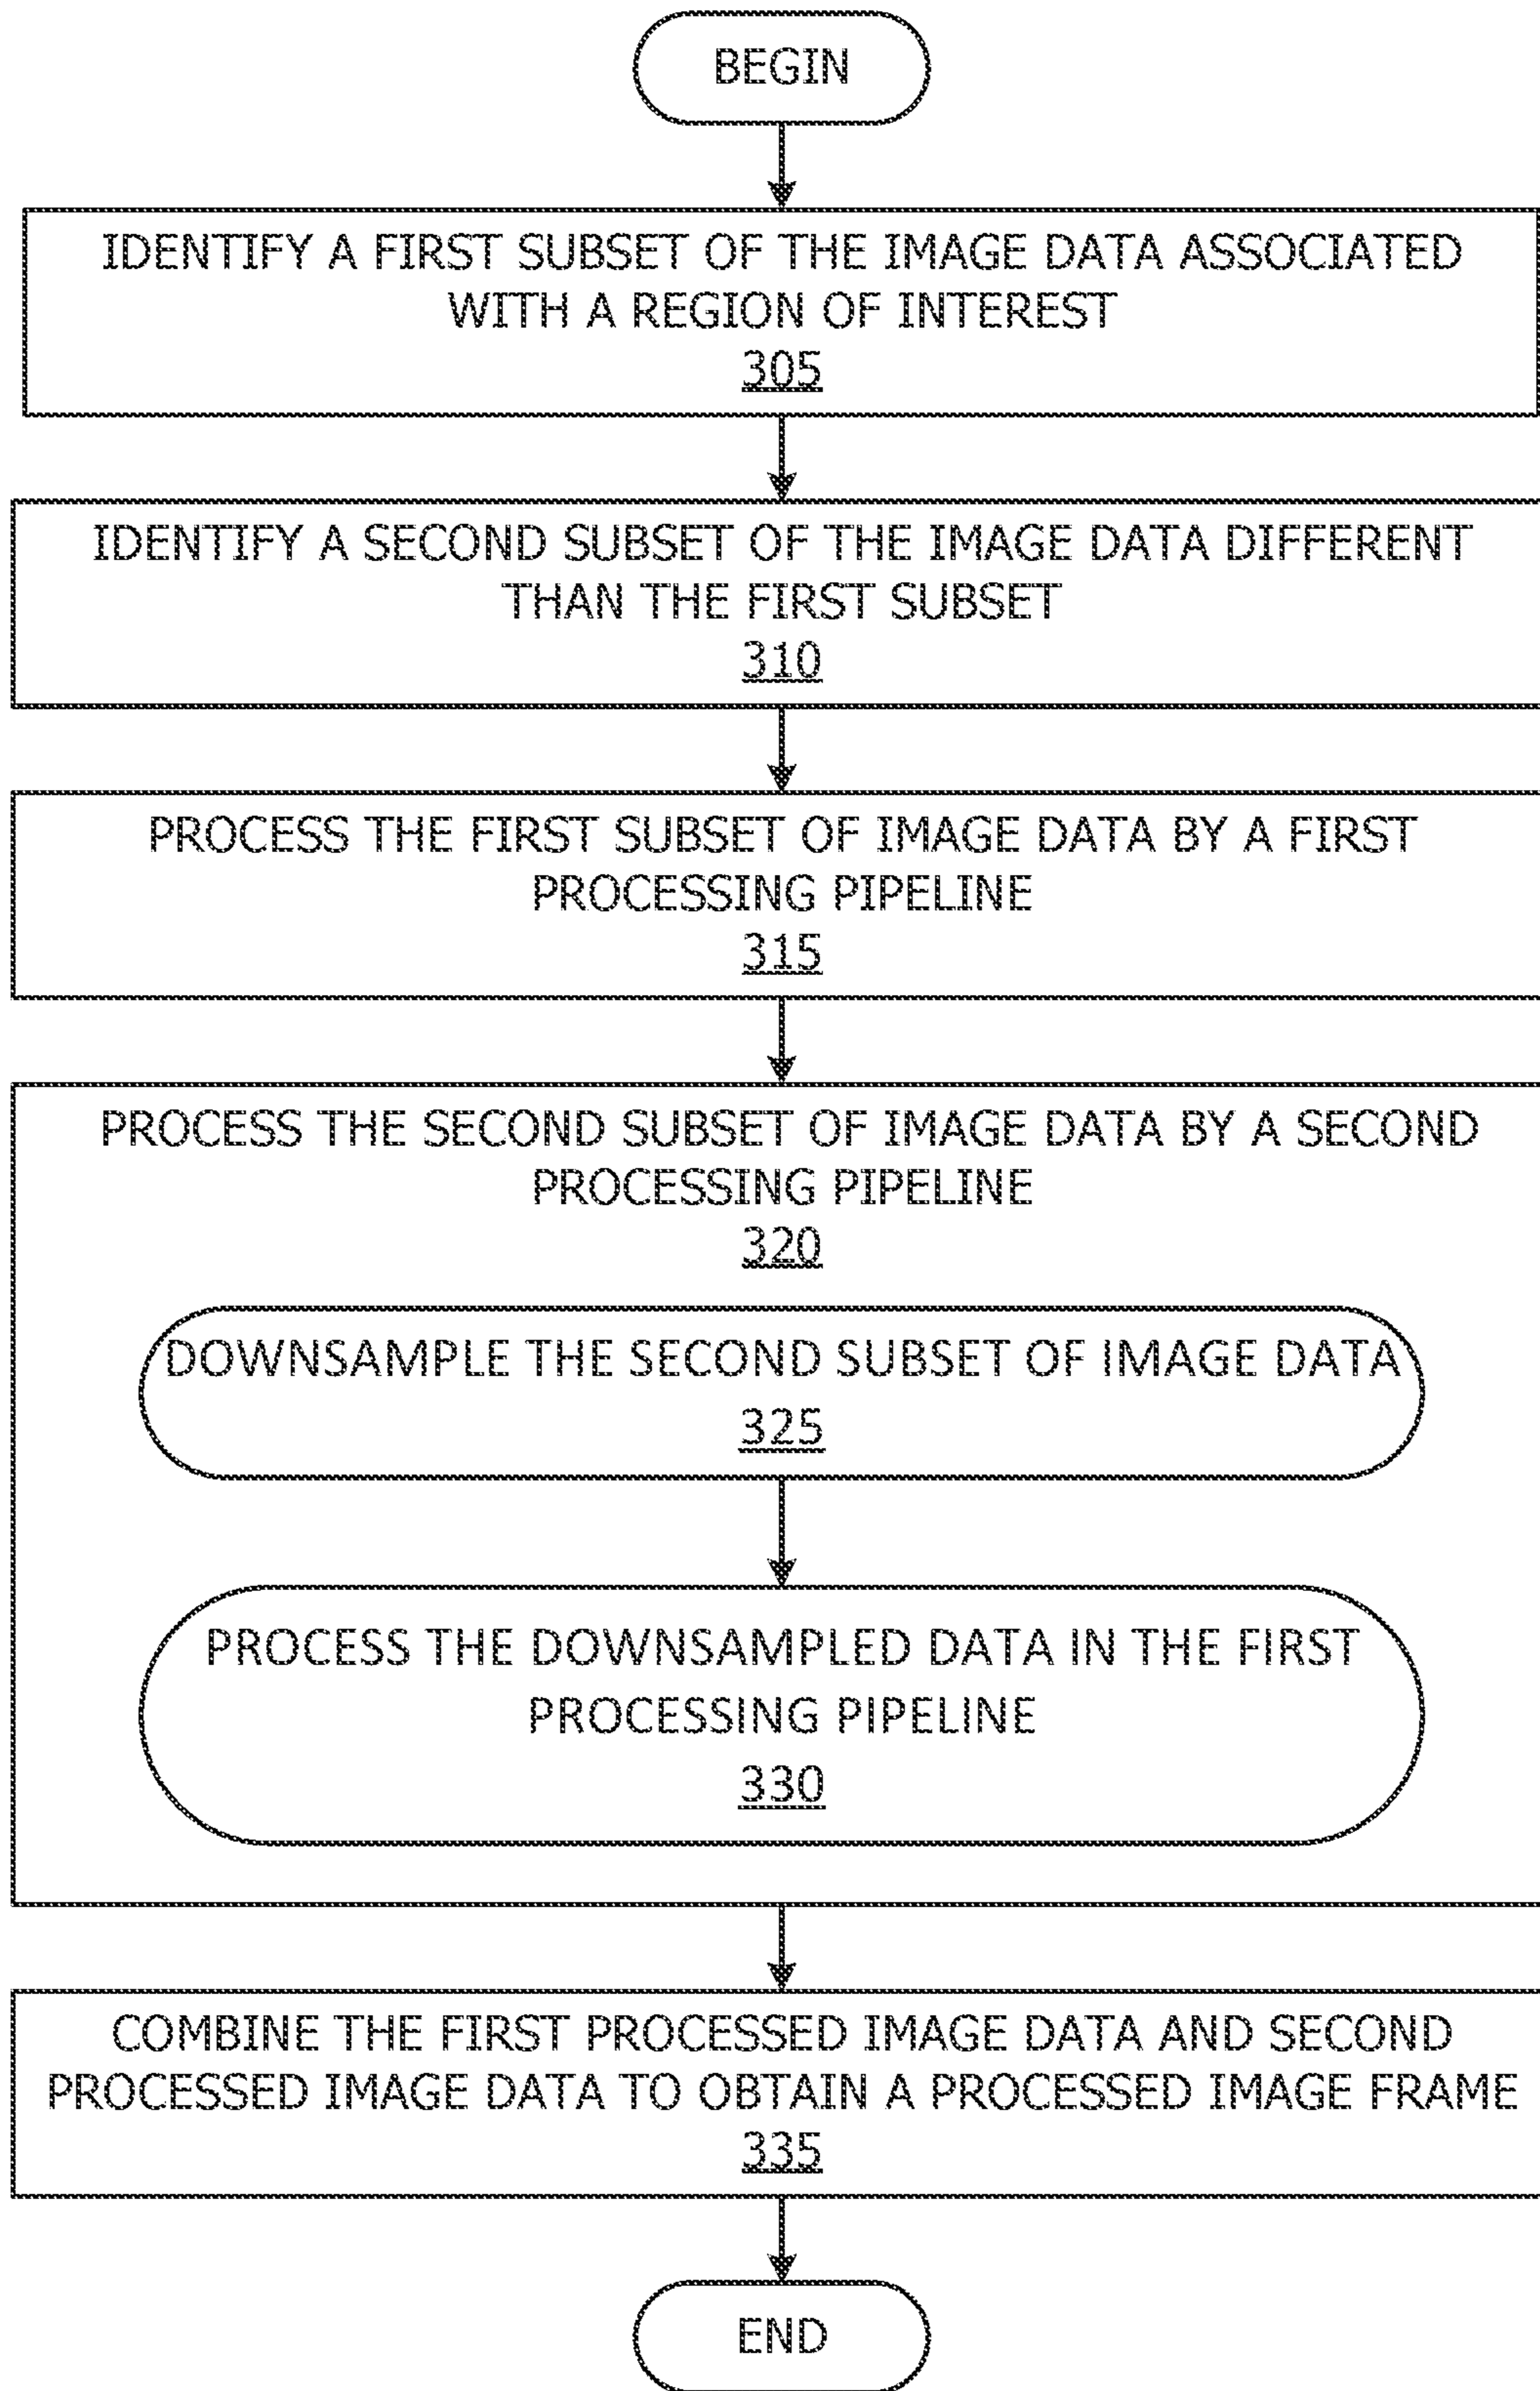 BEGIN
IDENTIFY A FIRST SUBSET OF THE IMAGE DATA ASSOCIATED
WITH A REGION OF INTEREST
305
IDENTIFY A SECOND SUBSET OF THE IMAGE DATA DIFFERENT
THAN THE FIRST SUBSET
310
PROCESS THE FIRST SUBSET OF IMAGE DATA BY A FIRST
PROCESSING PIPELINE
315
PROCESS THE SECOND SUBSET OF IMAGE DATA BY A SECOND
PROCESSING PIPELINE
320
DOWNSAMPLE THE SECOND SUBSET OF IMAGE DATA
325
PROCESS THE DOWNSAMPLED DATA IN THE FIRST
PROCESSING PIPELINE
330
COMBINE THE FIRST PROCESSED IMAGE DATA AND SECOND
PROCESSED IMAGE DATA TO OBTAIN A PROCESSED IMAGE FRAME
335
END